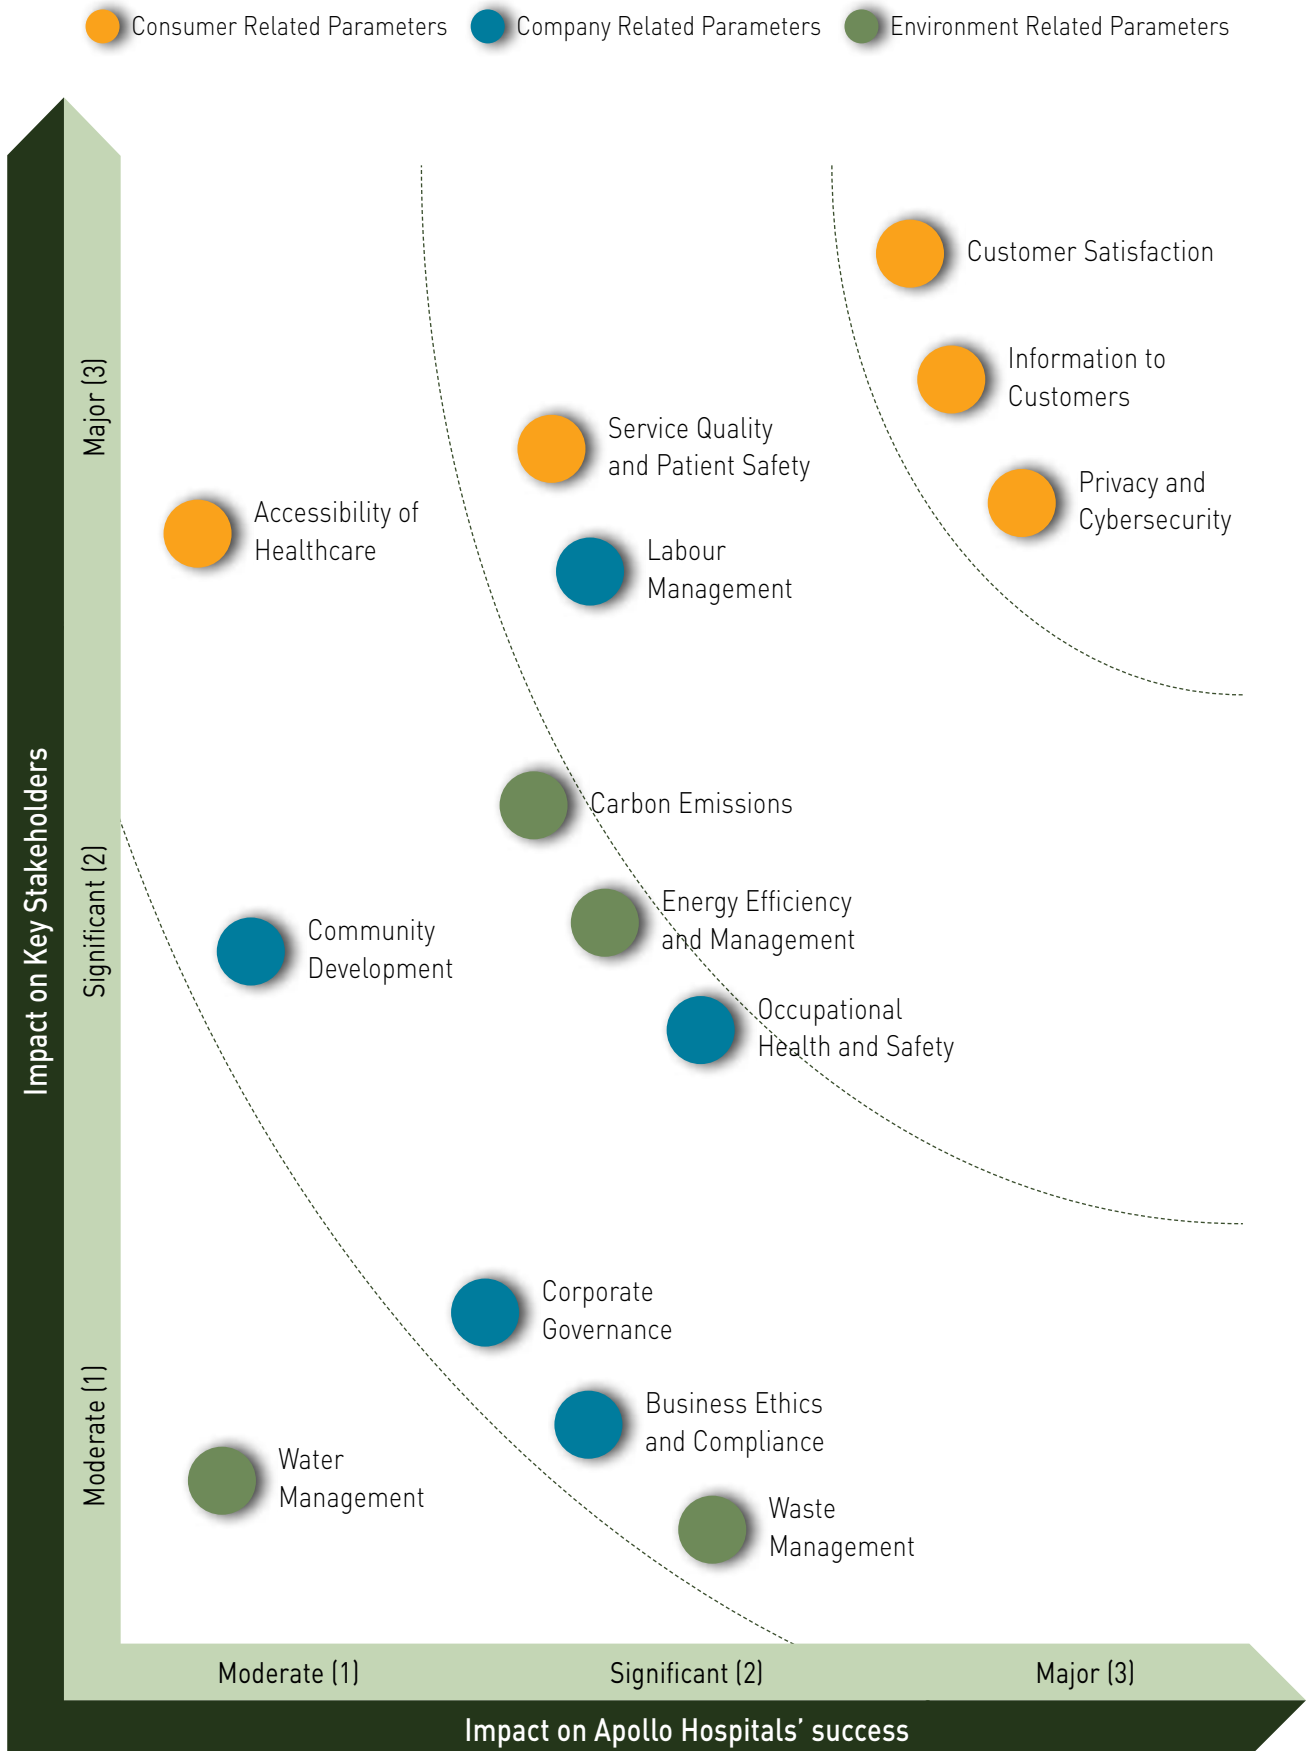 Consumer Related Parameters
Company Related Parameters
Environment Related Parameters
Customer Satisfaction
Information to
Customers
Service Quality
and Patient Safety
Privacy and
Cybersecurity
Accessibility of
Healthcare
Labour
Management
Carbon Emissions
Energy Efficiency
and Management
Community
Development
Occupational
Health and Safety
Corporate
Governance
Business Ethics
and Compliance
Water
Management
Waste
Management
Impact on Key Stakeholders
Major (3)
Significant (2)
Moderate (1)
Moderate (1)
Significant (2)
Major (3)
Impact on Apollo Hospitals’ success